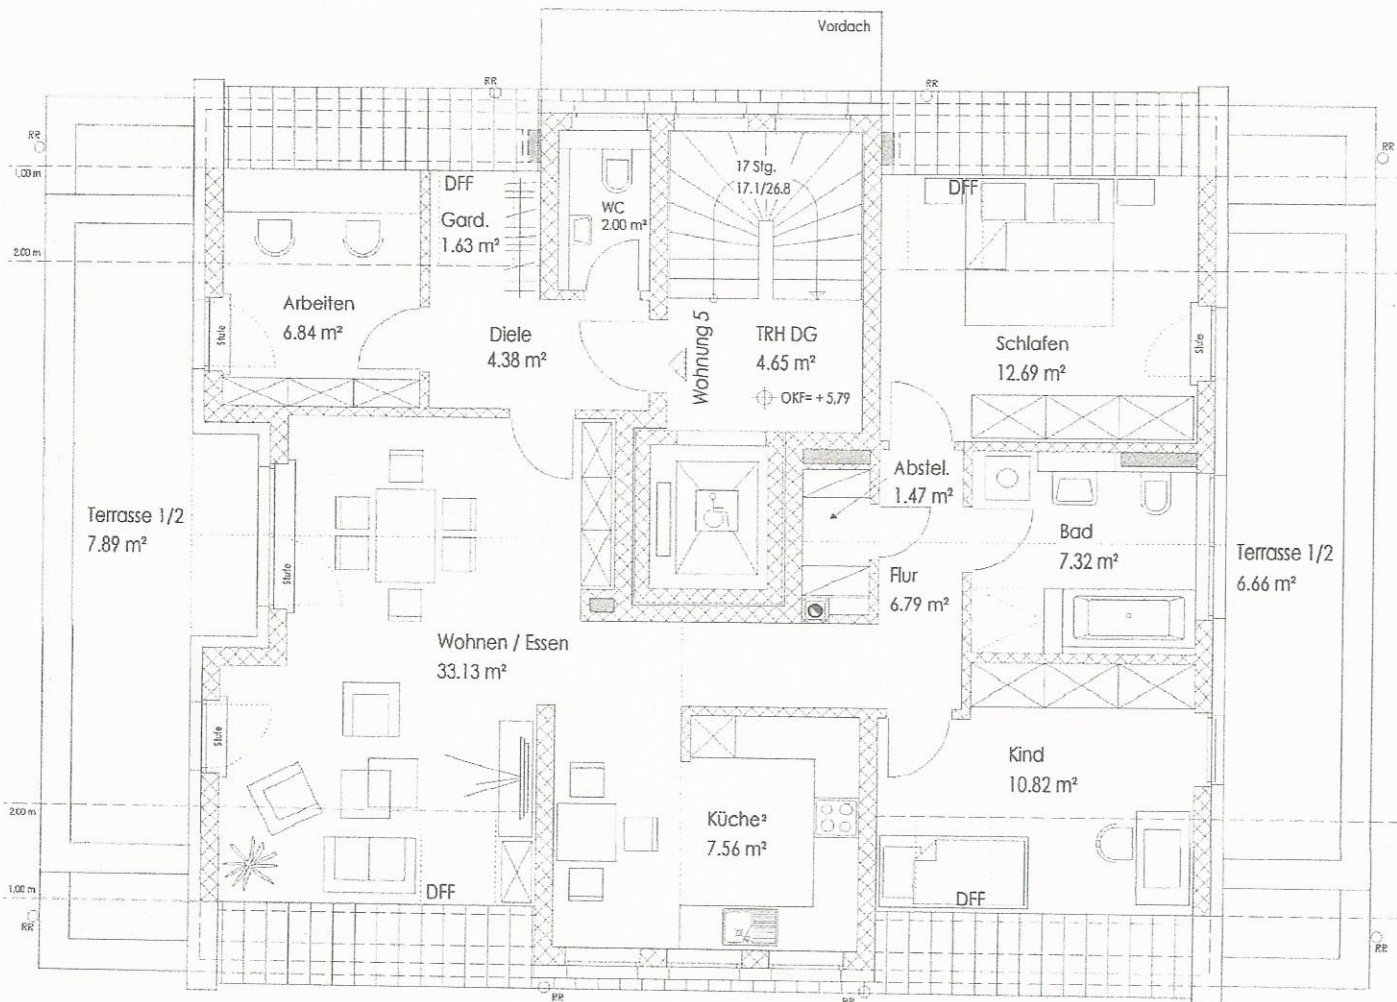 Vordach
RR
RR
RR
RR
1.00 m
2.00 m
DFF
Gard.
1.63 m²
WC
2.00 m²
17 Stg.
17.1/26.8
DFF
Arbeiten
6.84 m²
Stufe
Diele
4.38 m²
Wohnung 5
TRH DG
4.65 m²
OKF= +5,79
Schlafen
12.69 m²
Stufe
Abstel.
1.47 m²
Terrasse 1/2
7.89 m²
Stufe
Bad
7.32 m²
Terrasse 1/2
6.66 m²
Flur
6.79 m²
Wohnen / Essen
33.13 m²
Stufe
Kind
10.82 m²
2.00 m
Küche²
7.56 m²
1.00 m
DFF
DFF
RR
RR
RR
RR